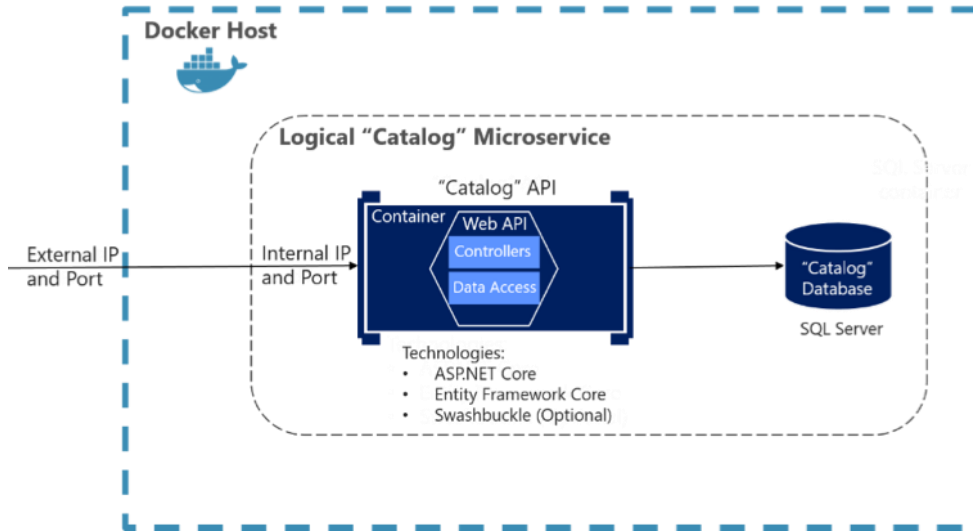 Docker Host
Logical “Catalog” Microservice
“Catalog” API
Container
Web API
Controllers
Data Access
External IP
and Port
Internal IP
and Port
“Catalog”
Database
SQL Server
Technologies:
• ASP.NET Core
• Entity Framework Core
• Swashbuckle (Optional)